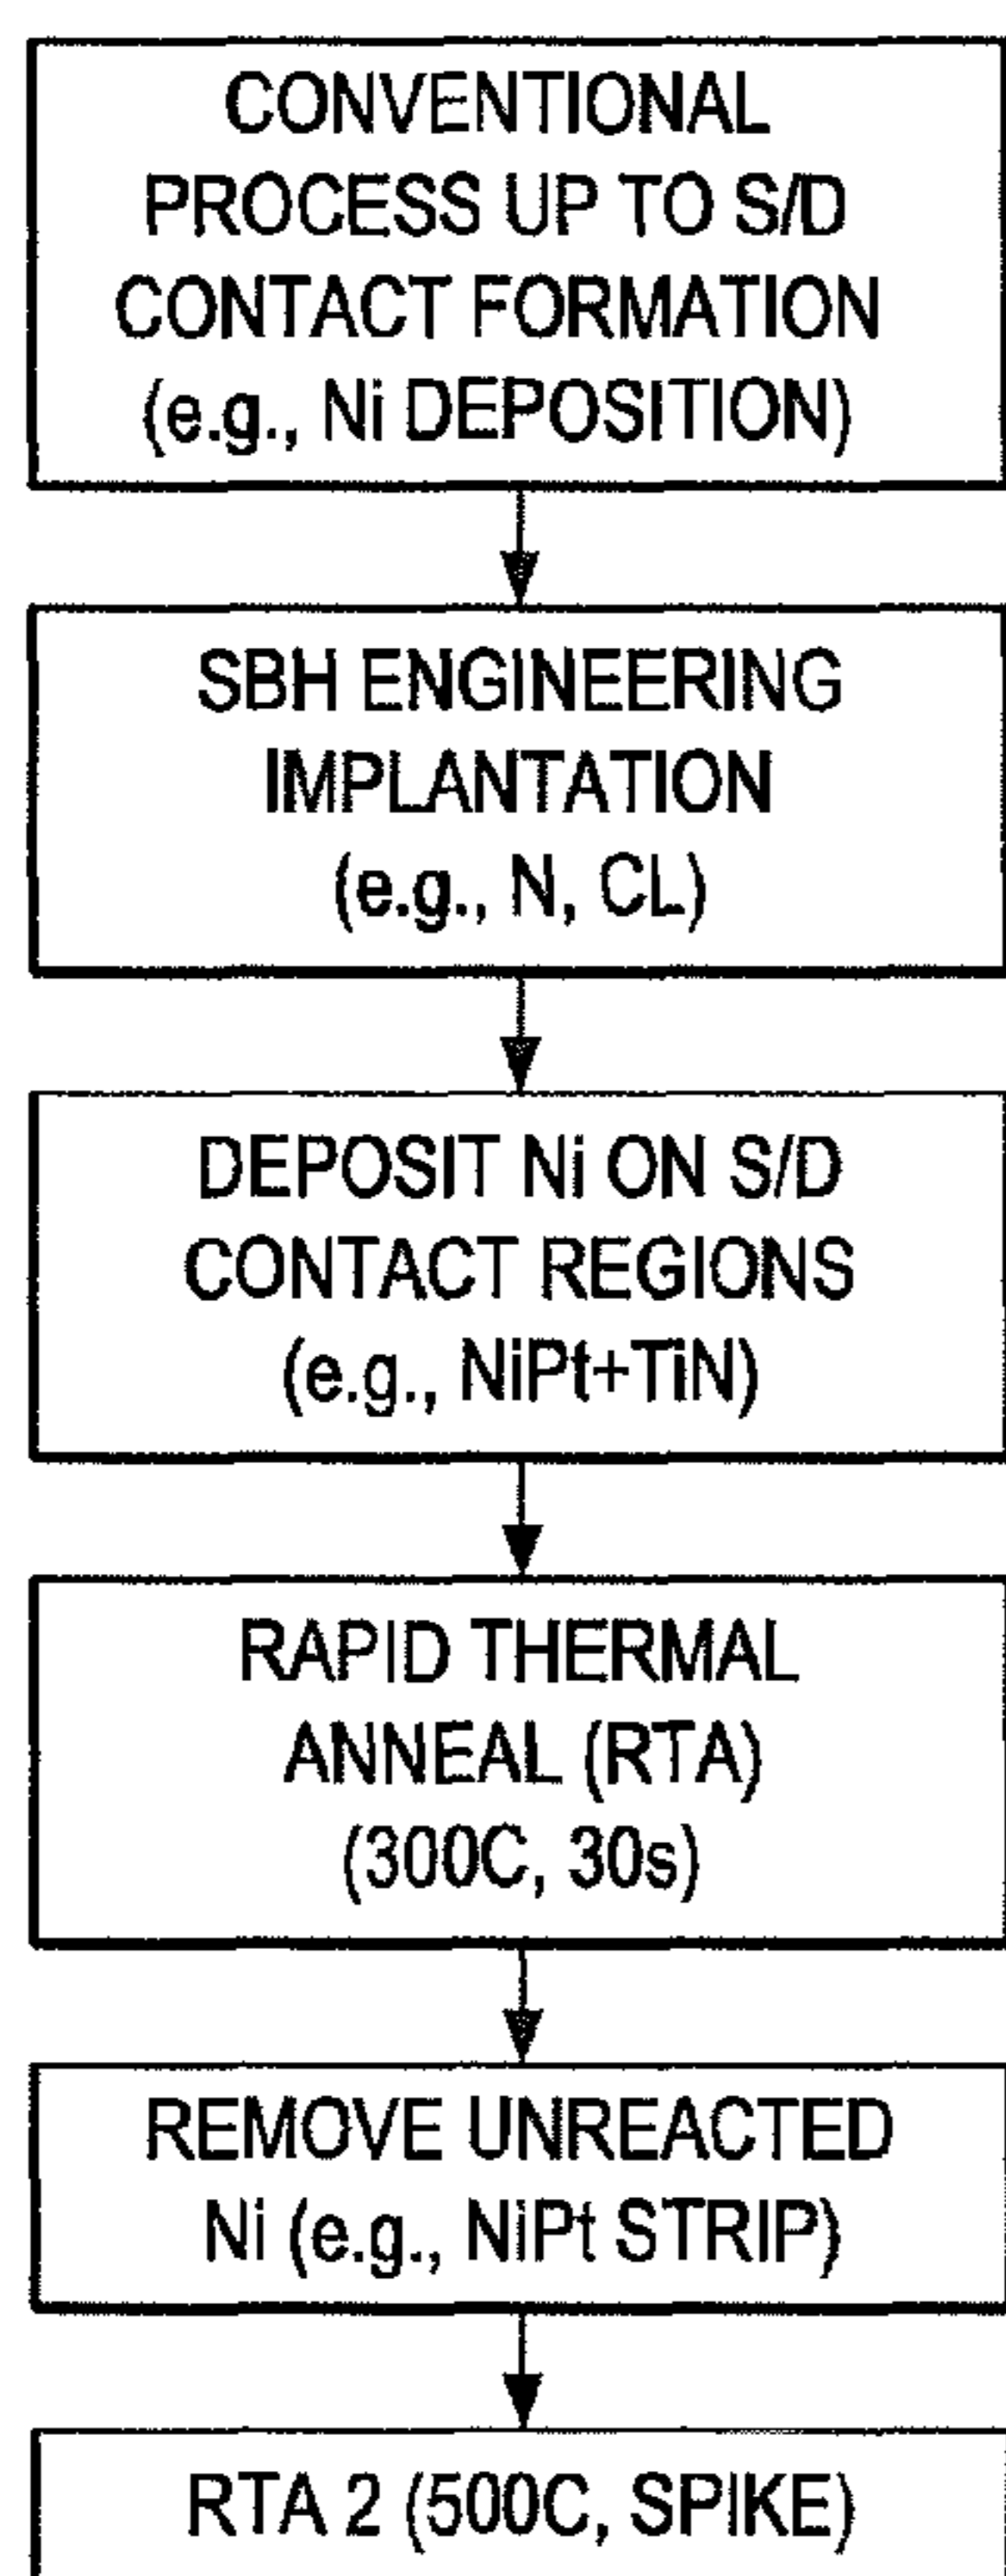 CONVENTIONAL
PROCESS UP TO S/D
CONTACT FORMATION
(e.g., Ni DEPOSITION)
SBH ENGINEERING
IMPLANTATION
(e.g., N, CL)
DEPOSIT Ni ON S/D
CONTACT REGIONS
(e.g., NiPt+TiN)
RAPID THERMAL
ANNEAL (RTA)
(300C, 30s)
REMOVE UNREACTED
Ni (e.g., NiPt STRIP)
RTA 2 (500C, SPIKE)